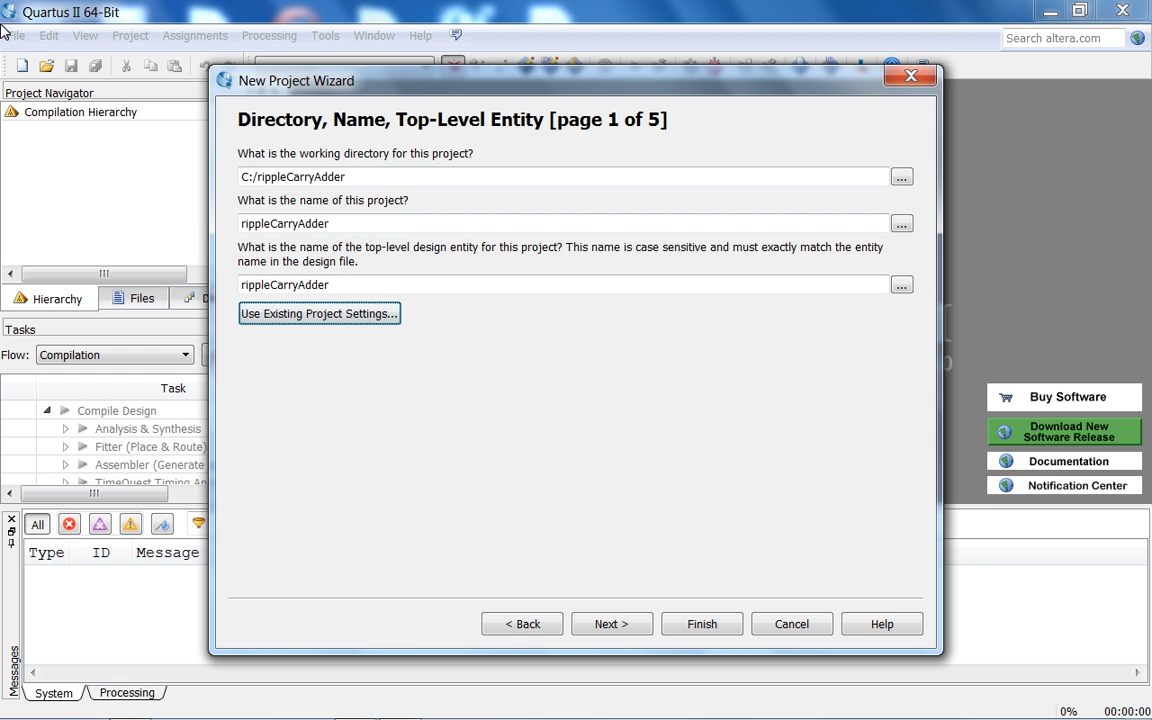 Quartus II 64-Bit
Edit View Project Assignments Processing Tools Window Help
Search altera.com
Project Navigator
Compilation Hierarchy
Hierarchy Files
Tasks
Flow: Compilation
Task
Compile Design
Analysis & Synthesis
Fitter (Place & Route)
Assembler (Generate
TimeQuest Timing An
New Project Wizard
Directory, Name, Top-Level Entity [page 1 of 5]
What is the working directory for this project?
C:/rippleCarryAdder
...
What is the name of this project?
rippleCarryAdder
...
What is the name of the top-level design entity for this project? This name is case sensitive and must exactly match the entity
name in the design file.
rippleCarryAdder
...
Use Existing Project Settings...
< Back Next > Finish Cancel Help
Buy Software
Download New
Software Release
Documentation
Notification Center
All
Type ID Message
Messages
System Processing
0% 00:00:00